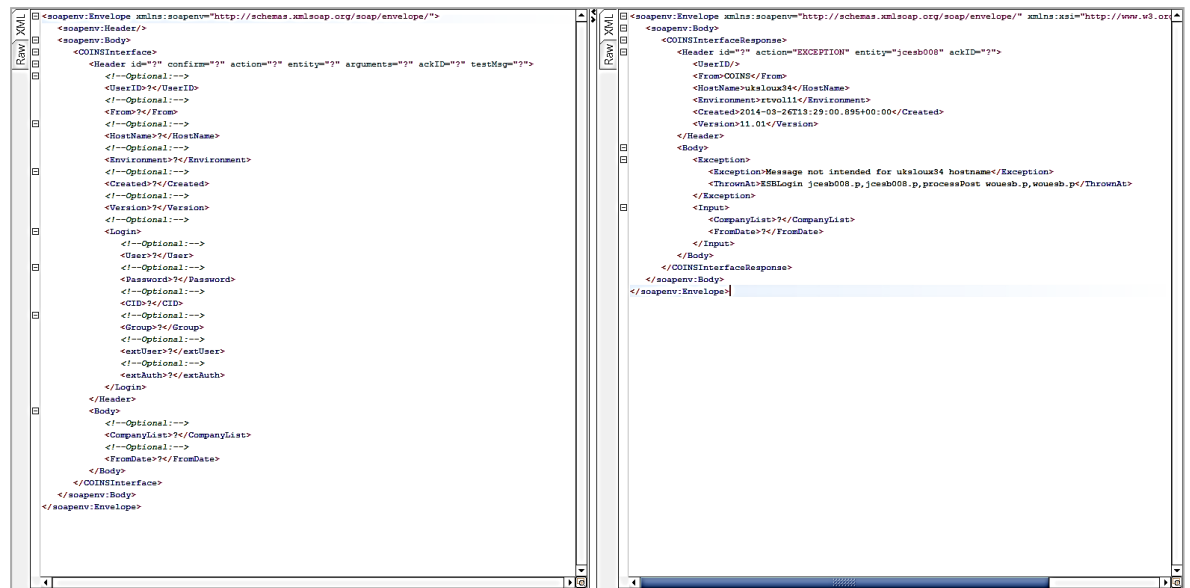 XML
Raw
<soapenv:Envelope xmlns:soapenv="http://schemas.xmlsoap.org/soap/envelope/">
<soapenv:Header/>
<soapenv:Body>
<COINSInterface>
<Header id="?" confirm="?" action="?" entity="?" arguments="?" ackID="?" testMsg="?">
<!--Optional:-->
<UserID>?</UserID>
<!--Optional:-->
<From>?</From>
<!--Optional:-->
<HostName>?</HostName>
<!--Optional:-->
<Environment>?</Environment>
<!--Optional:-->
<Created>?</Created>
<!--Optional:-->
<Version>?</Version>
<!--Optional:-->
<Login>
<!--Optional:-->
<User>?</User>
<!--Optional:-->
<Password>?</Password>
<!--Optional:-->
<CID>?</CID>
<!--Optional:-->
<Group>?</Group>
<!--Optional:-->
<extUser>?</extUser>
<!--Optional:-->
<extAuth>?</extAuth>
</Login>
</Header>
<Body>
<!--Optional:-->
<CompanyList>?</CompanyList>
<!--Optional:-->
<FromDate>?</FromDate>
</Body>
</COINSInterface>
</soapenv:Body>
</soapenv:Envelope>
XML
Raw
<soapenv:Envelope xmlns:soapenv="http://schemas.xmlsoap.org/soap/envelope/" xmlns:xsi="http://www.w3.org
<soapenv:Body>
<COINSInterfaceResponse>
<Header id="?" action="EXCEPTION" entity="jcesb008" ackID="?">
<UserID/>
<From>COINS</From>
<HostName>uksloux34</HostName>
<Environment>rtvol11</Environment>
<Created>2014-03-26T13:29:00.895+00:00</Created>
<Version>11.01</Version>
</Header>
<Body>
<Exception>
<Exception>Message not intended for uksloux34 hostname</Exception>
<ThrownAt>ESBLogin jcesb008.p,jcesb008.p,processPost wouesb.p,wouesb.p</ThrownAt>
</Exception>
<Input>
<CompanyList>?</CompanyList>
<FromDate>?</FromDate>
</Input>
</Body>
</COINSInterfaceResponse>
</soapenv:Body>
</soapenv:Envelope>